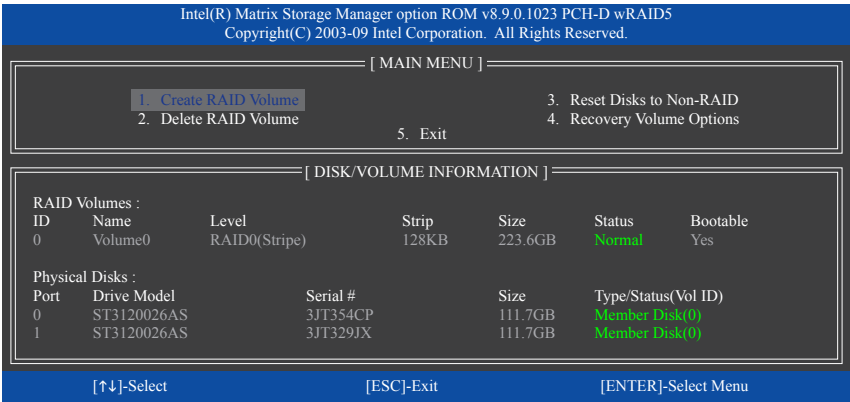 Intel(R) Matrix Storage Manager option ROM v8.9.0.1023 PCH-D wRAID5
Copyright(C) 2003-09 Intel Corporation.  All Rights Reserved.
[ MAIN MENU ]
1.  Create RAID Volume    3.  Reset Disks to Non-RAID
2.  Delete RAID Volume    4.  Recovery Volume Options
5.  Exit
[ DISK/VOLUME INFORMATION ]
RAID Volumes :
ID    Name    Level    Strip    Size    Status    Bootable
0    Volume0    RAID0(Stripe)    128KB    223.6GB    Normal    Yes
Physical Disks :
Port    Drive Model    Serial #    Size    Type/Status(Vol ID)
0    ST3120026AS    3JT354CP    111.7GB    Member Disk(0)
1    ST3120026AS    3JT329JX    111.7GB    Member Disk(0)
[↑↓]-Select    [ESC]-Exit    [ENTER]-Select Menu